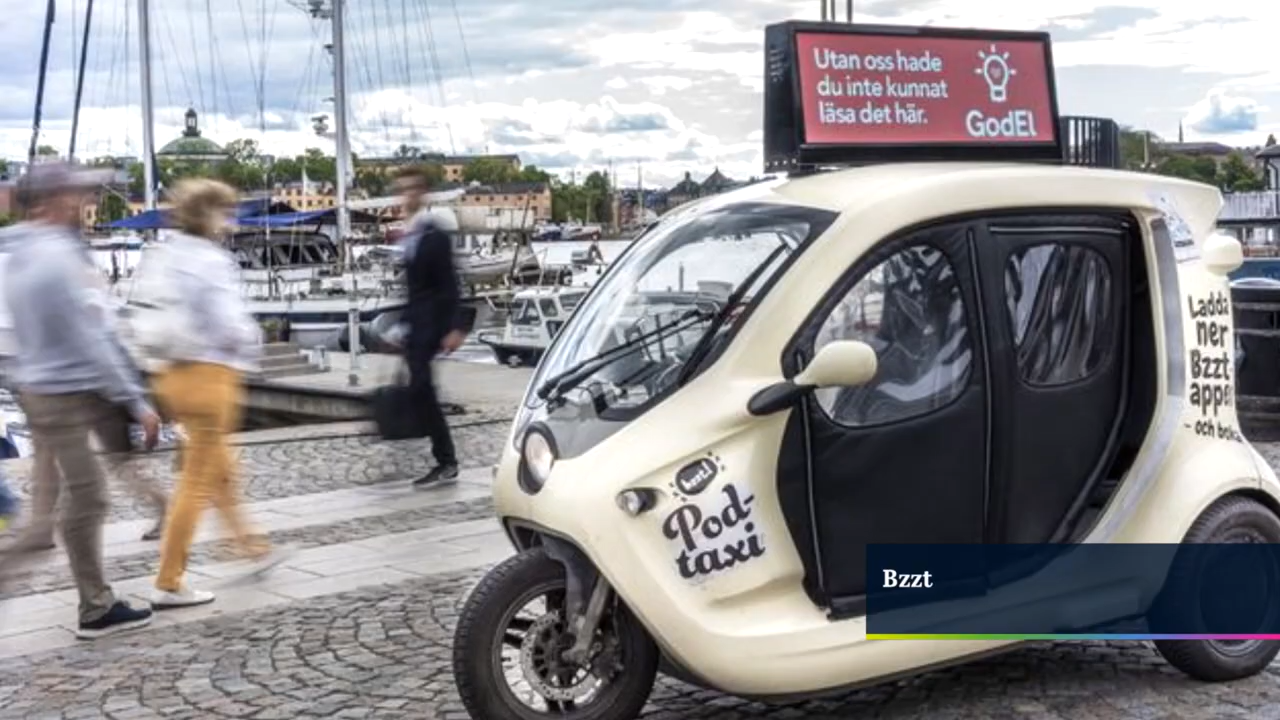 Utan oss hade
du inte kunnat
läsa det här.
GodEl
Ladda
ner
Bzzt
appen
- och boka
bzzt!
Pod-
taxi
Bzzt